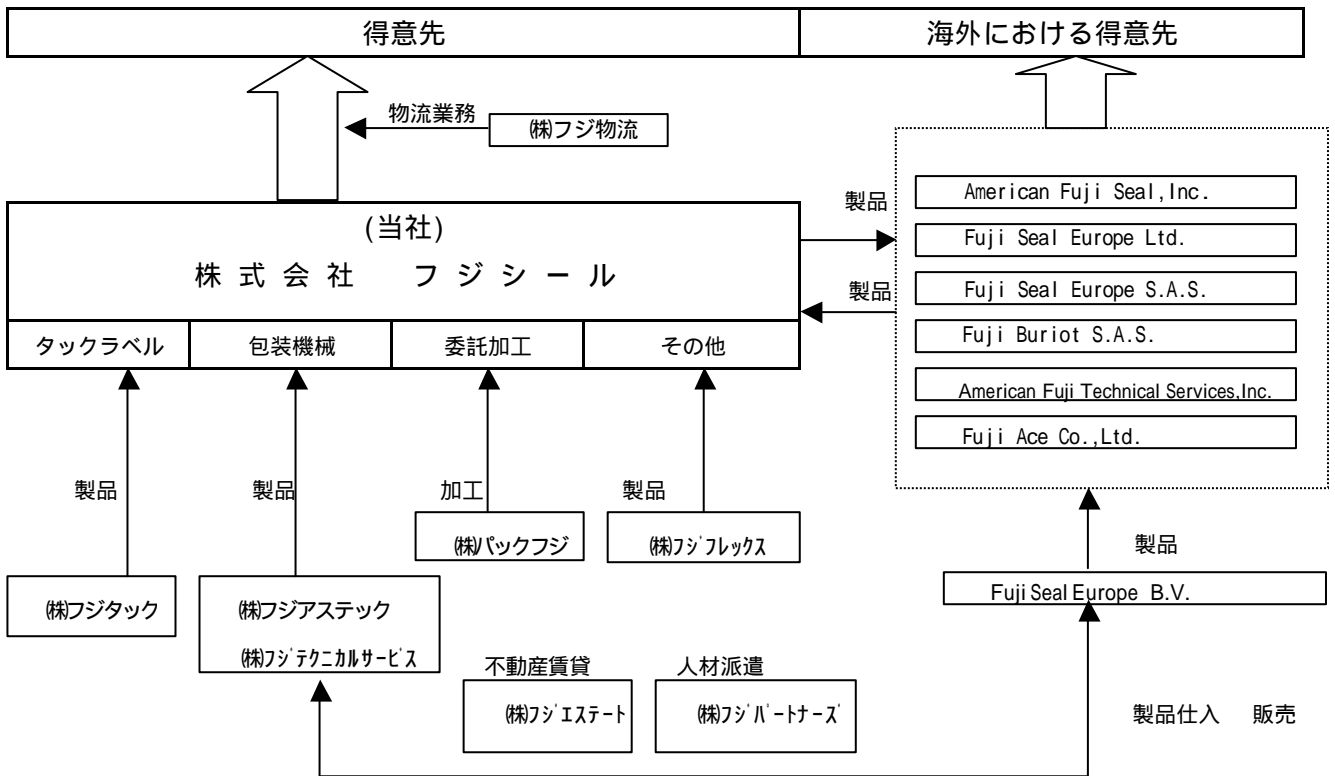 得意先
海外における得意先
物流業務
㈱フジ物流
(当社)
株式会社 フジシール
タックラベル
包装機械
委託加工
その他
製品
製品
American Fuji Seal,Inc.
Fuji Seal Europe Ltd.
Fuji Seal Europe S.A.S.
Fuji Buriot S.A.S.
American Fuji Technical Services,Inc.
Fuji Ace Co.,Ltd.
製品
製品
加工
製品
㈱パックフジ
㈱フジフレックス
製品
㈱フジタック
㈱フジアステック
㈱フジテクニカルサービス
Fuji Seal Europe B.V.
不動産賃貸
人材派遣
㈱フジエステート
㈱フジパートナーズ
製品仕入 販売